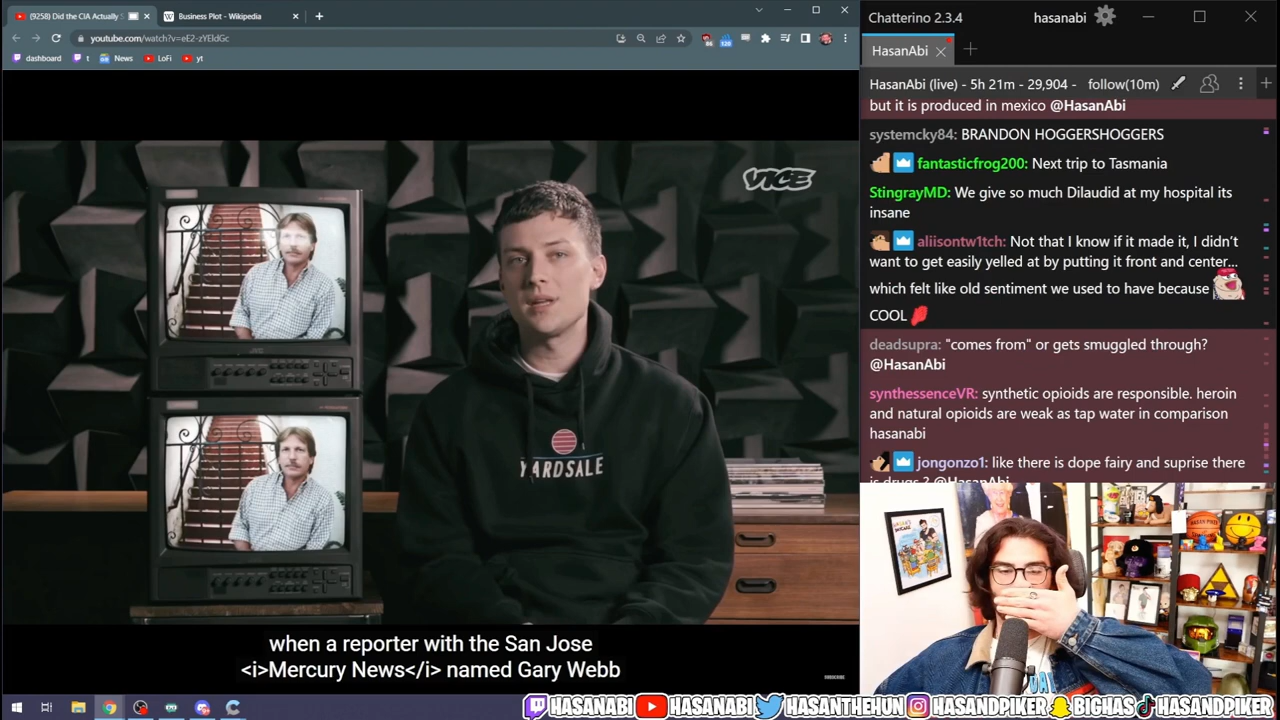 (9258) Did the CIA Actually S
Business Plot - Wikipedia
youtube.com/watch?v=eE2-zYEldGc
dashboard
t
News
LoFi
yt
VICE
YARDSALE
when a reporter with the San Jose
<i>Mercury News</i> named Gary Webb
SUBSCRIBE
Chatterino 2.3.4
hasanabi
HasanAbi
HasanAbi (live) - 5h 21m - 29,904 -
follow(10m)
but it is produced in mexico @HasanAbi
systemcky84: BRANDON HOGGERSHOGGERS
fantasticfrog200: Next trip to Tasmania
StingrayMD: We give so much Dilaudid at my hospital its
insane
aliisontw1tch: Not that I know if it made it, I didn't
want to get easily yelled at by putting it front and center...
which felt like old sentiment we used to have because
COOL
deadsupra: "comes from" or gets smuggled through?
@HasanAbi
synthessenceVR: synthetic opioids are responsible. heroin
and natural opioids are weak as tap water in comparison
hasanabi
jongonzo1: like there is dope fairy and suprise there
is drugs ? @HasanAbi
HASANABI
HASANABI
HASANTHEHUN
HASANDPIKER
BIGHAS
HASANDPIKER